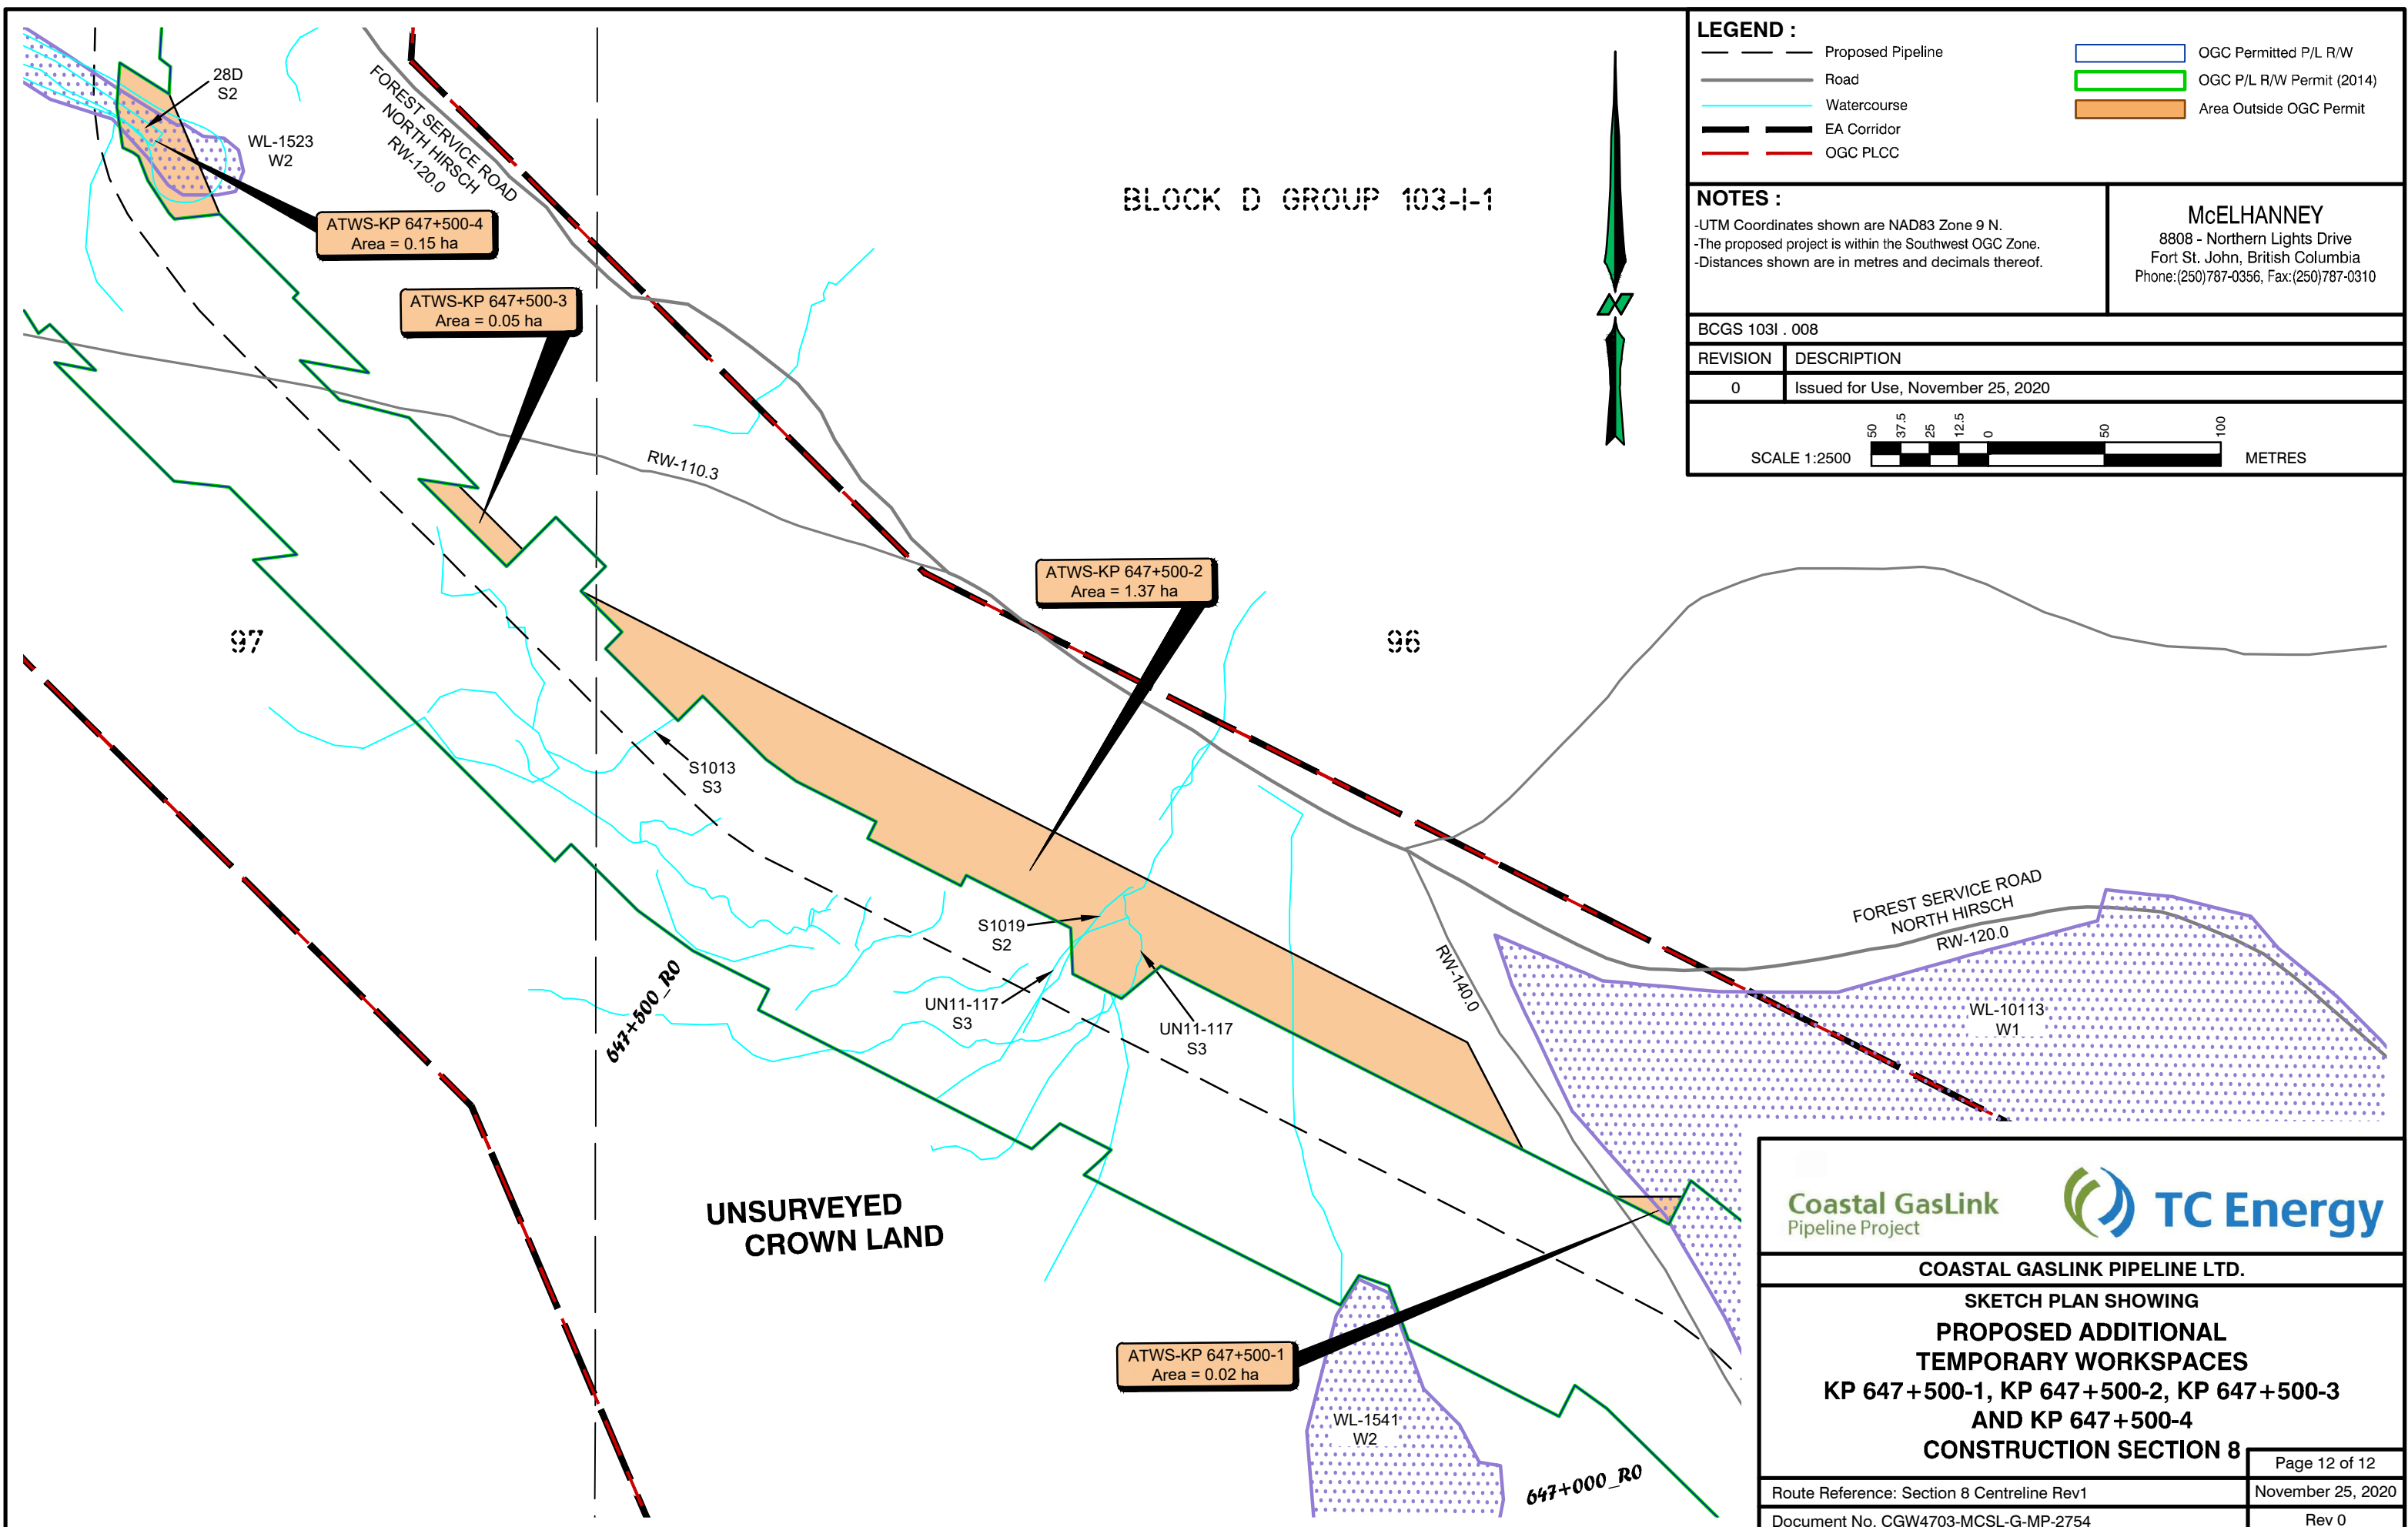 LEGEND :
Proposed Pipeline
Road
Watercourse
EA Corridor
OGC PLCC
OGC Permitted P/L R/W
OGC P/L R/W Permit (2014)
Area Outside OGC Permit
NOTES :
-UTM Coordinates shown are NAD83 Zone 9 N.
-The proposed project is within the Southwest OGC Zone.
-Distances shown are in metres and decimals thereof.
McELHANNEY
8808 - Northern Lights Drive
Fort St. John, British Columbia
Phone:(250)787-0356, Fax:(250)787-0310
BCGS 103I . 008
REVISION DESCRIPTION
0 Issued for Use, November 25, 2020
SCALE 1:2500
50 37.5 25 12.5 0 50 100
METRES
28D
S2
WL-1523
W2
FOREST SERVICE ROAD
NORTH HIRSCH
RW-120.0
BLOCK D GROUP 103-I-1
N
ATWS-KP 647+500-4
Area = 0.15 ha
ATWS-KP 647+500-3
Area = 0.05 ha
RW-110.3
ATWS-KP 647+500-2
Area = 1.37 ha
97
96
S1013
S3
S1019
S2
UN11-117
S3
UN11-117
S3
647+500_R0
RW-140.0
FOREST SERVICE ROAD
NORTH HIRSCH
RW-120.0
WL-10113
W1
UNSURVEYED
CROWN LAND
ATWS-KP 647+500-1
Area = 0.02 ha
WL-1541
W2
647+000_R0
Coastal GasLink
Pipeline Project
TC Energy
COASTAL GASLINK PIPELINE LTD.
SKETCH PLAN SHOWING
PROPOSED ADDITIONAL
TEMPORARY WORKSPACES
KP 647+500-1, KP 647+500-2, KP 647+500-3
AND KP 647+500-4
CONSTRUCTION SECTION 8
Page 12 of 12
Route Reference: Section 8 Centreline Rev1
November 25, 2020
Document No. CGW4703-MCSL-G-MP-2754
Rev 0